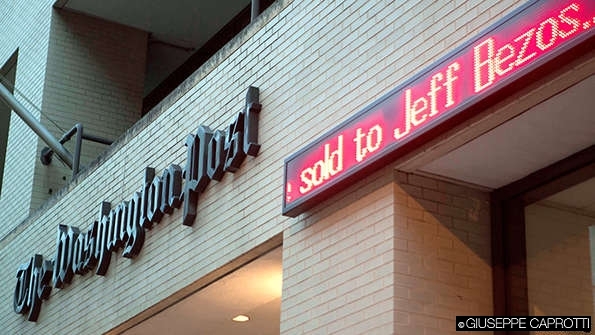 The Washington Post
sold to Jeff Bezos..
©GIUSEPPE CAPROTTI